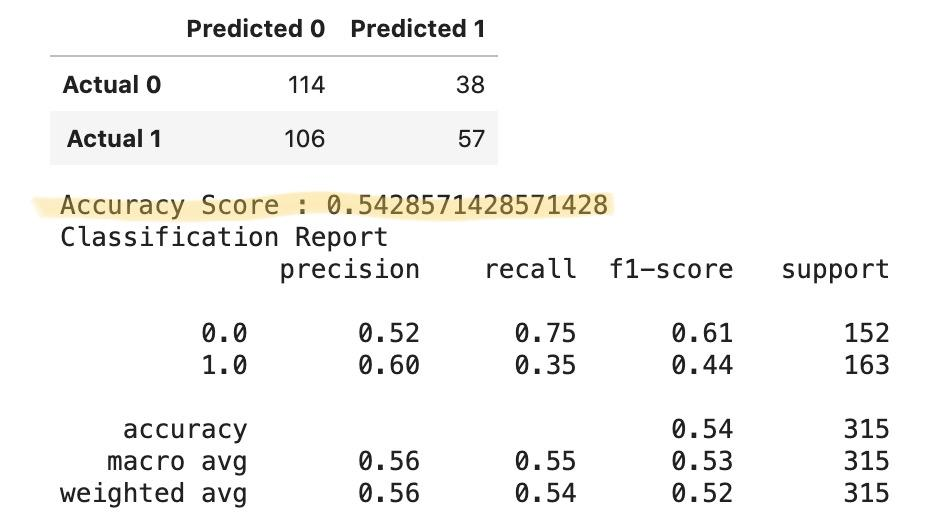 Predicted 0 Predicted 1
Actual 0 114 38
Actual 1 106 57
Accuracy Score : 0.5428571428571428
Classification Report
precision recall f1-score support
0.0 0.52 0.75 0.61 152
1.0 0.60 0.35 0.44 163
accuracy 0.54 315
macro avg 0.56 0.55 0.53 315
weighted avg 0.56 0.54 0.52 315